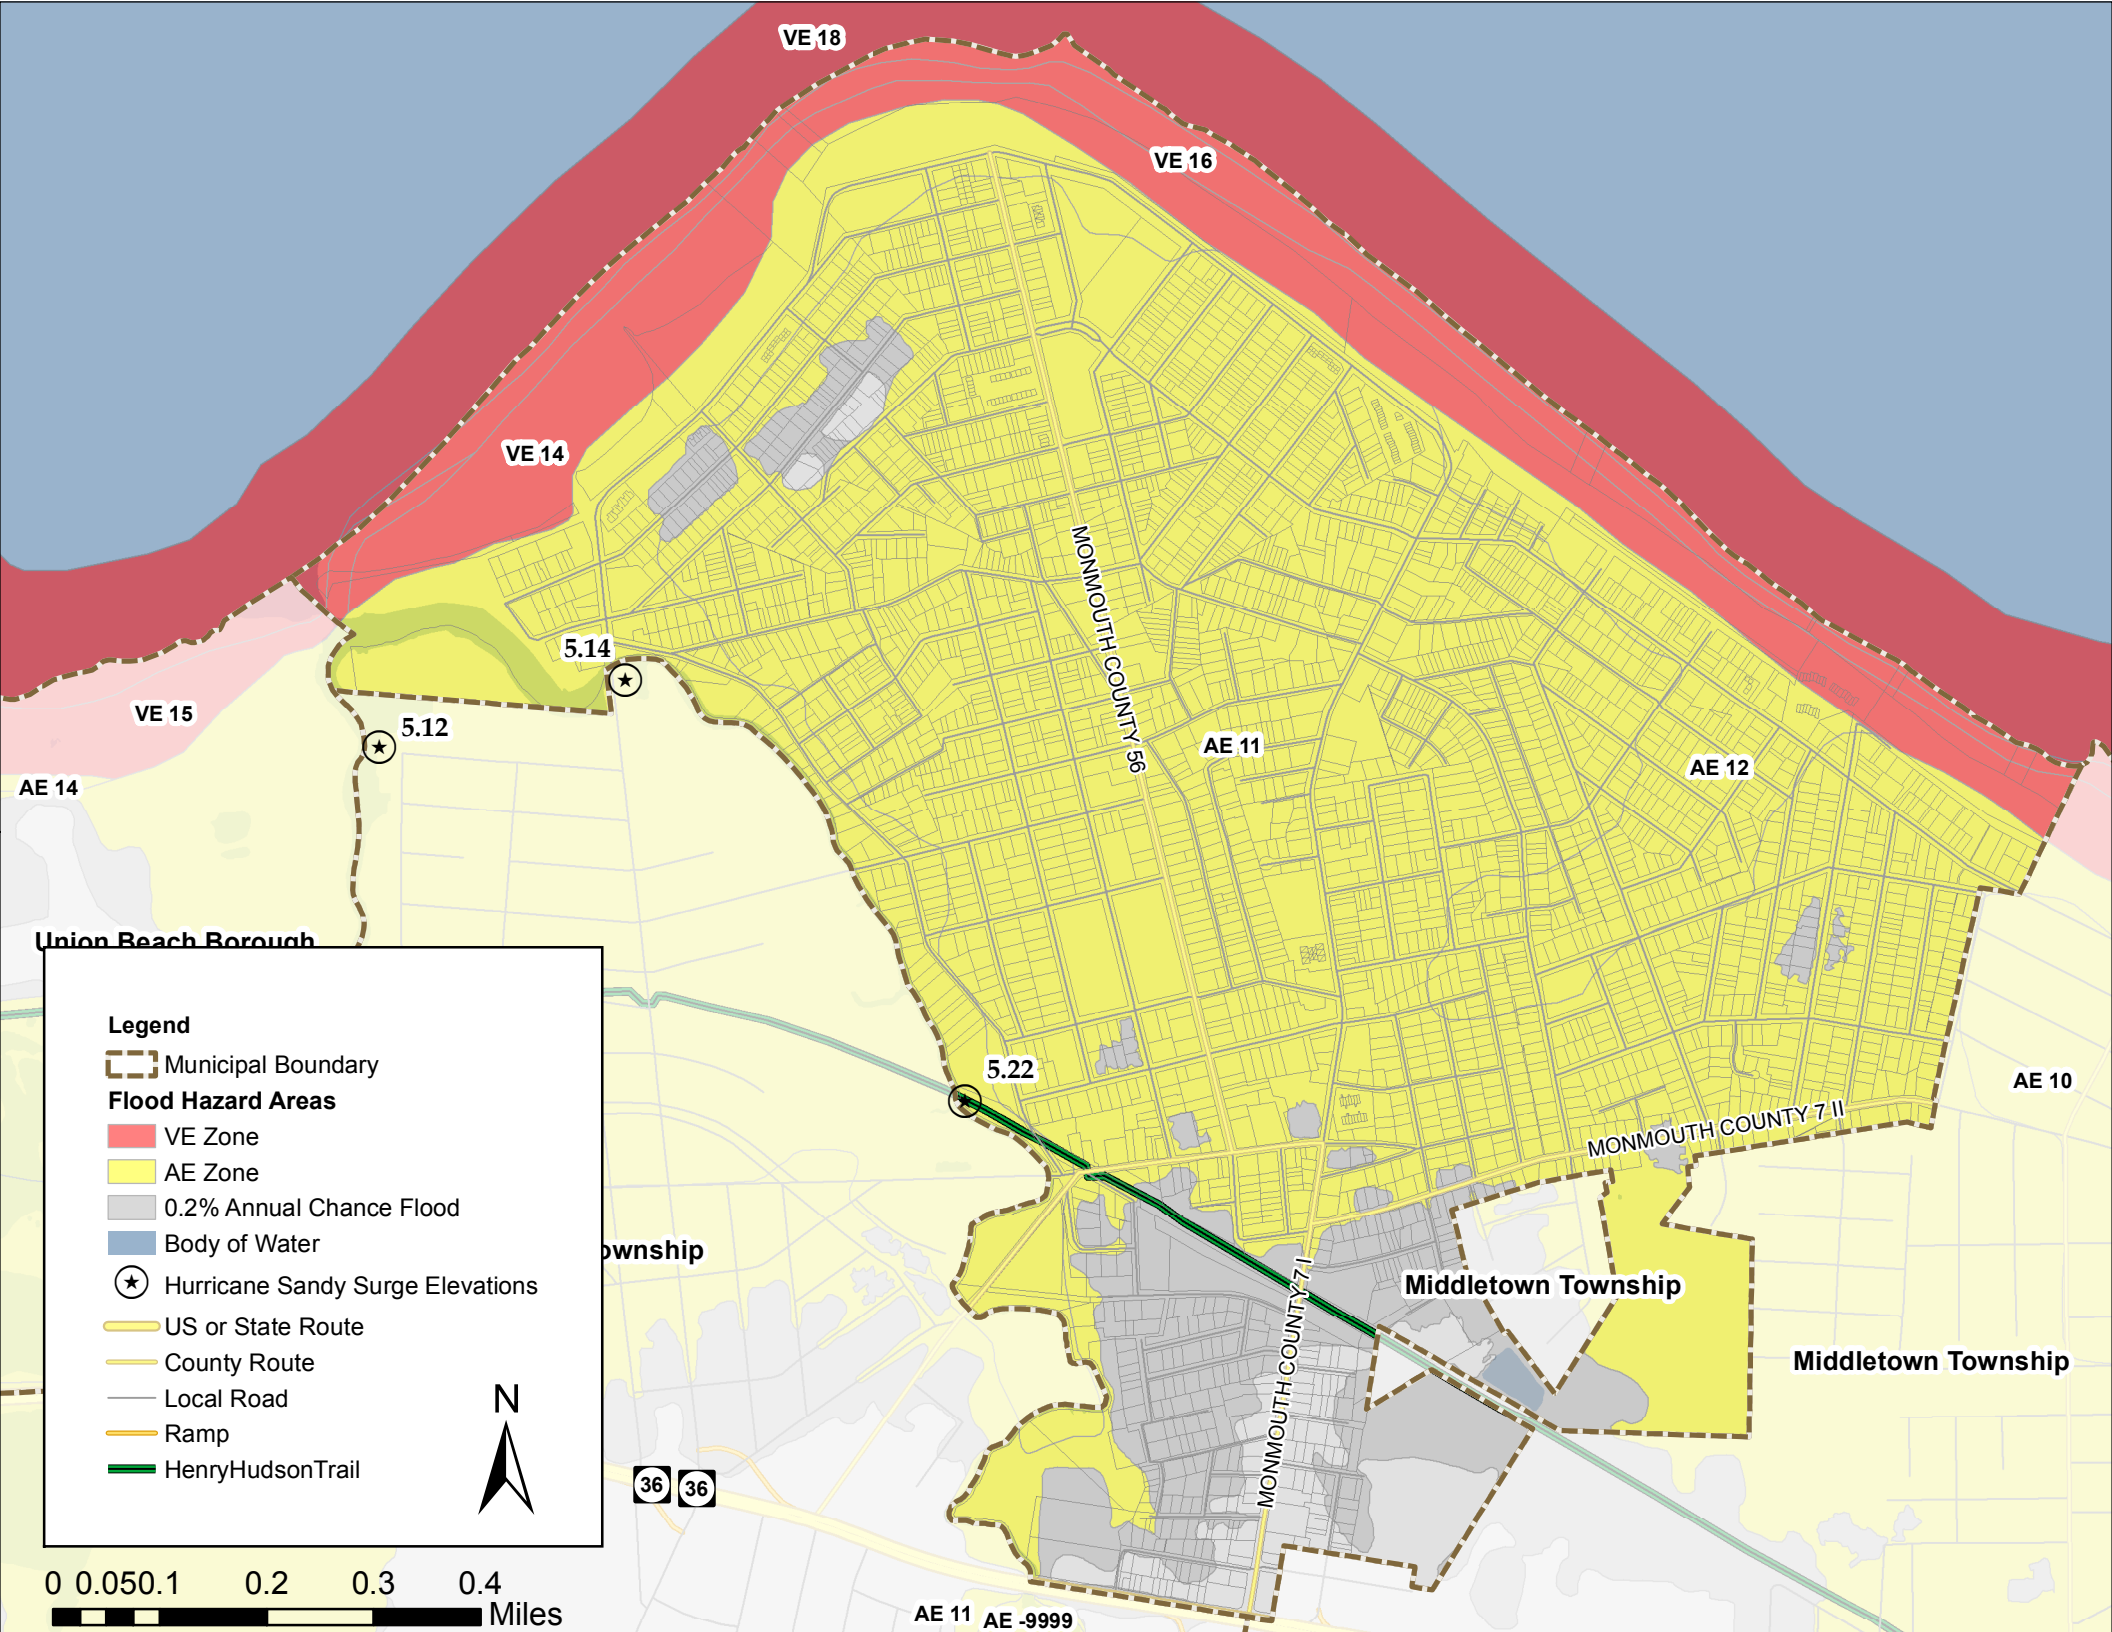 VE 18
VE 16
VE 14
MONMOUTH COUNTY 56
5.14
VE 15
5.12
AE 11
AE 12
AE 14
Union Beach Borough
5.22
AE 10
MONMOUTH COUNTY 7 II
ownship
Middletown Township
Middletown Township
MONMOUTH COUNTY 7 I
Legend
Municipal Boundary
Flood Hazard Areas
VE Zone
AE Zone
0.2% Annual Chance Flood
Body of Water
Hurricane Sandy Surge Elevations
US or State Route
County Route
Local Road
Ramp
HenryHudsonTrail
N
36 36
0 0.050.1 0.2 0.3 0.4
Miles
AE 11 AE -9999